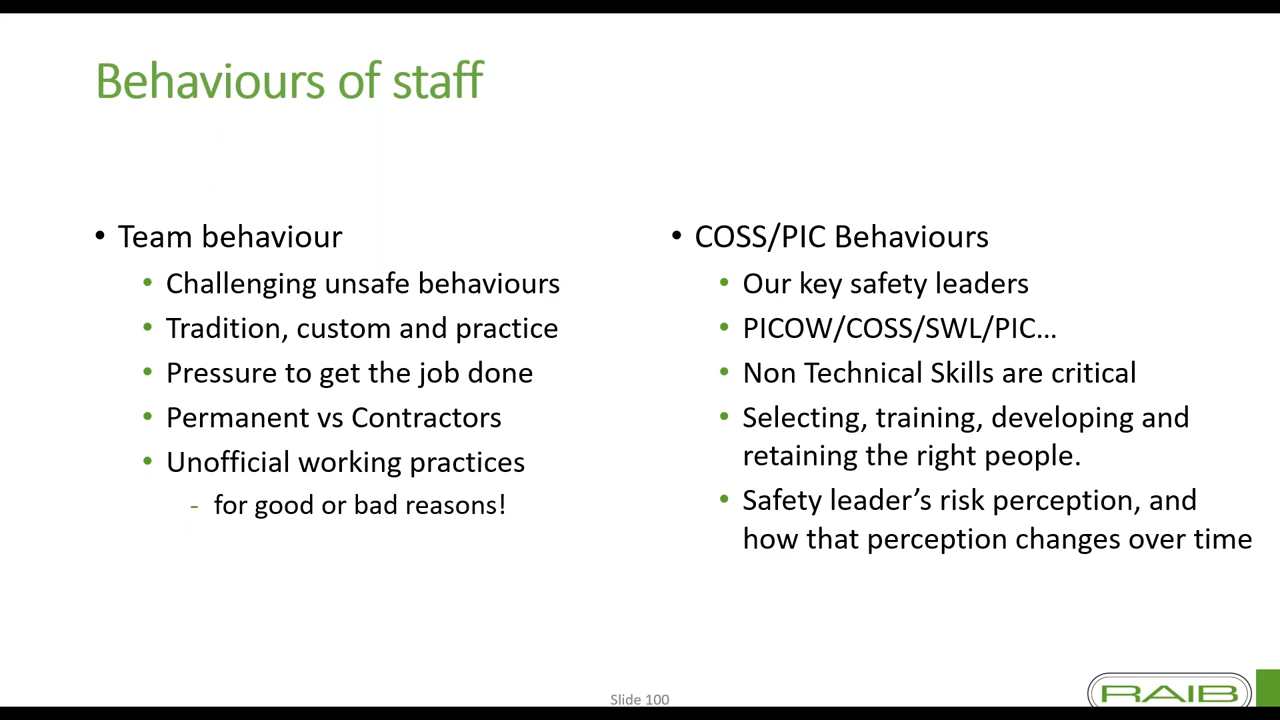 Behaviours of staff
• Team behaviour
• Challenging unsafe behaviours
• Tradition, custom and practice
• Pressure to get the job done
• Permanent vs Contractors
• Unofficial working practices
- for good or bad reasons!
• COSS/PIC Behaviours
• Our key safety leaders
• PICOW/COSS/SWL/PIC...
• Non Technical Skills are critical
• Selecting, training, developing and
retaining the right people.
• Safety leader's risk perception, and
how that perception changes over time
Slide 100
RAIB